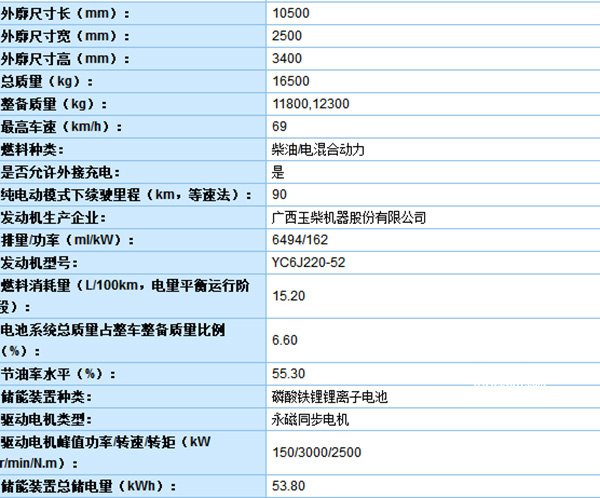 外廓尺寸长（mm）： 10500
外廓尺寸宽（mm）： 2500
外廓尺寸高（mm）： 3400
总质量（kg）： 16500
整备质量（kg）： 11800,12300
最高车速（km/h）： 69
燃料种类： 柴油/电混合动力
是否允许外接充电： 是
纯电动模式下续驶里程（km，等速法）： 90
发动机生产企业： 广西玉柴机器股份有限公司
排量/功率（ml/kW）： 6494/162
发动机型号： YC6J220-52
燃料消耗量（L/100km，电量平衡运行阶
段）： 15.20
电池系统总质量占整车整备质量比例
（%）： 6.60
节油率水平（%）： 55.30
储能装置种类： 磷酸铁锂锂离子电池
驱动电机类型： 永磁同步电机
驱动电机峰值功率/转速/转矩（kW
r/min/N.m）： 150/3000/2500
储能装置总储电量（kWh）： 53.80